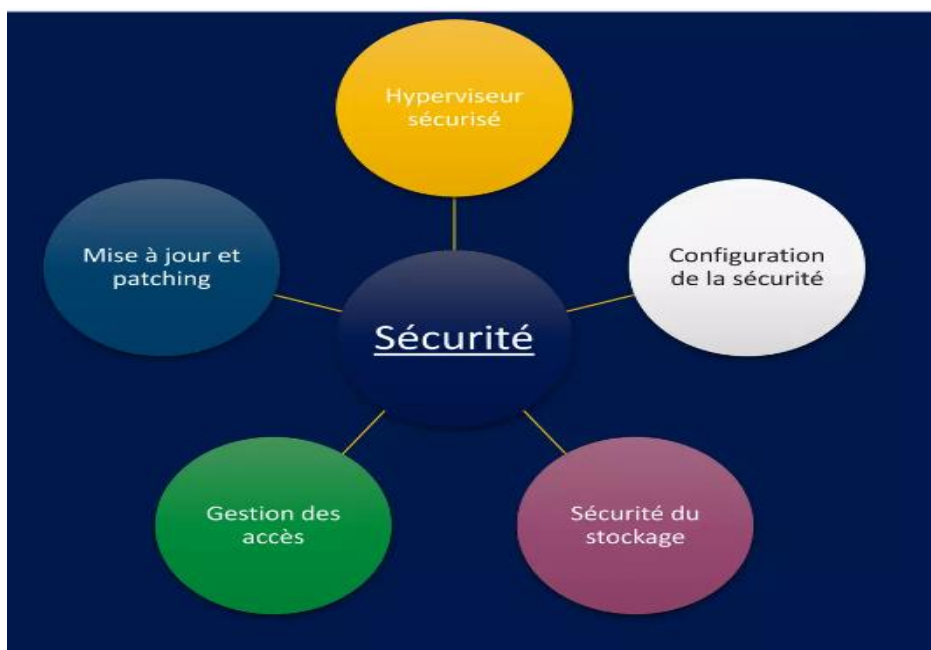 Hyperviseur
sécurisé
Mise à jour et
patching
Configuration
de la sécurité
Sécurité
Gestion des
accès
Sécurité du
stockage